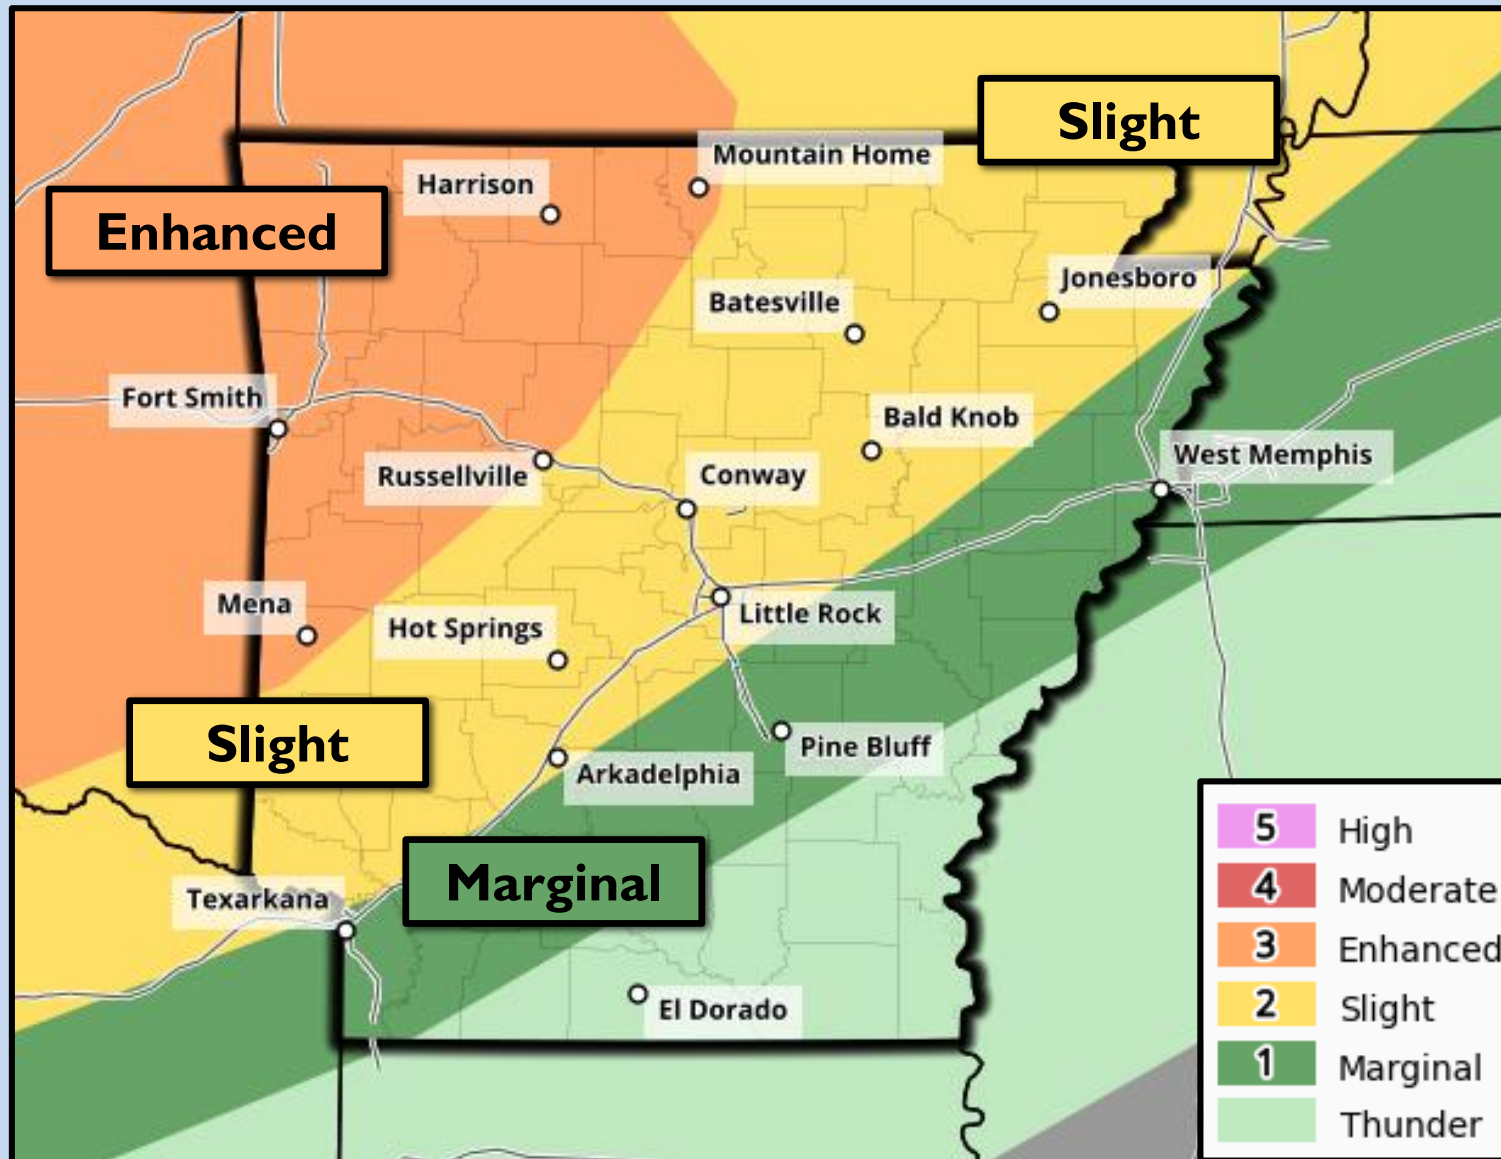 Slight
Mountain Home
Harrison
Enhanced
Jonesboro
Batesville
Fort Smith
Bald Knob
West Memphis
Russellville
Conway
Mena
Little Rock
Hot Springs
Slight
Pine Bluff
Arkadelphia
Marginal
Texarkana
El Dorado
5 High
4 Moderate
3 Enhanced
2 Slight
1 Marginal
Thunder